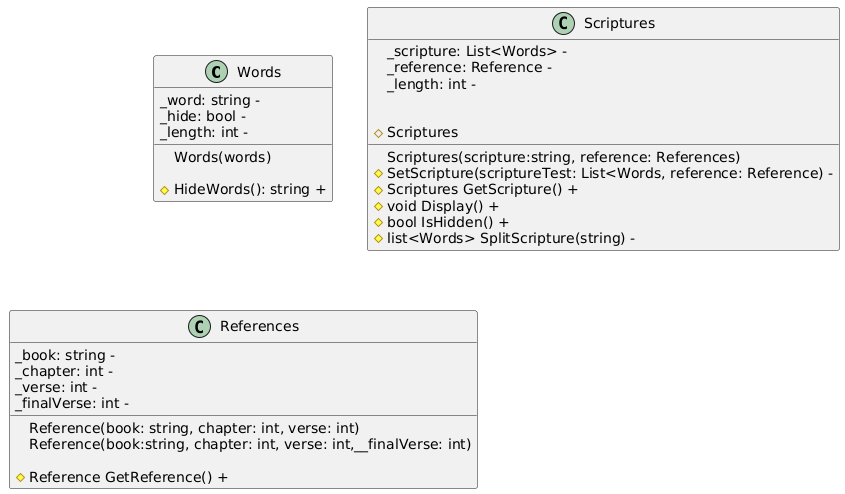 C Words
_word: string -
_hide: bool -
_length: int -
Words(words)
HideWords(): string +
C Scriptures
_scripture: List<Words> -
_reference: Reference -
_length: int -
Scriptures
Scriptures(scripture:string, reference: References)
SetScripture(scriptureTest: List<Words, reference: Reference) -
Scriptures GetScripture() +
void Display() +
bool IsHidden() +
list<Words> SplitScripture(string) -
C References
_book: string -
_chapter: int -
_verse: int -
_finalVerse: int -
Reference(book: string, chapter: int, verse: int)
Reference(book:string, chapter: int, verse: int,__finalVerse: int)
Reference GetReference() +